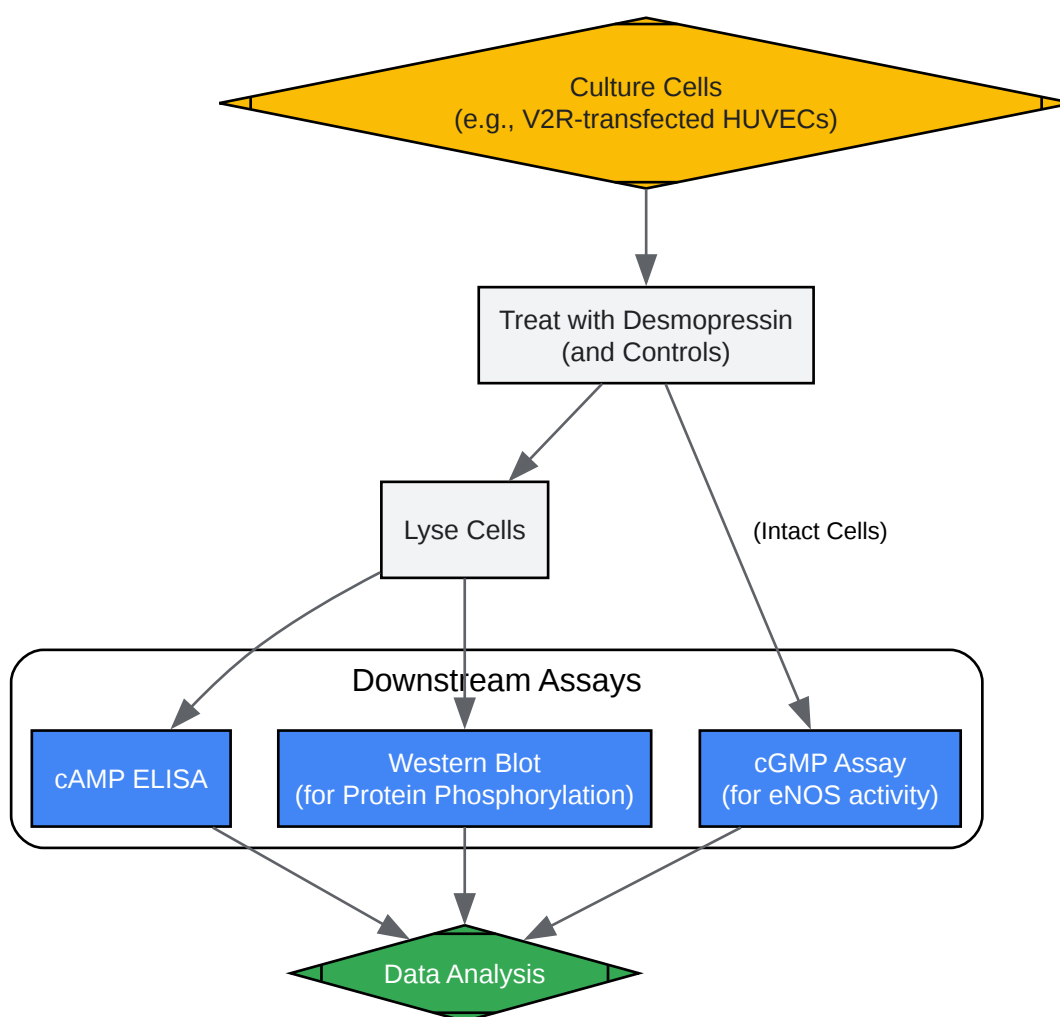 Culture Cells
(e.g., V2R-transfected HUVECs)
Treat with Desmopressin
(and Controls)
Lyse Cells
(Intact Cells)
Downstream Assays
cAMP ELISA
Western Blot
(for Protein Phosphorylation)
cGMP Assay
(for eNOS activity)
Data Analysis